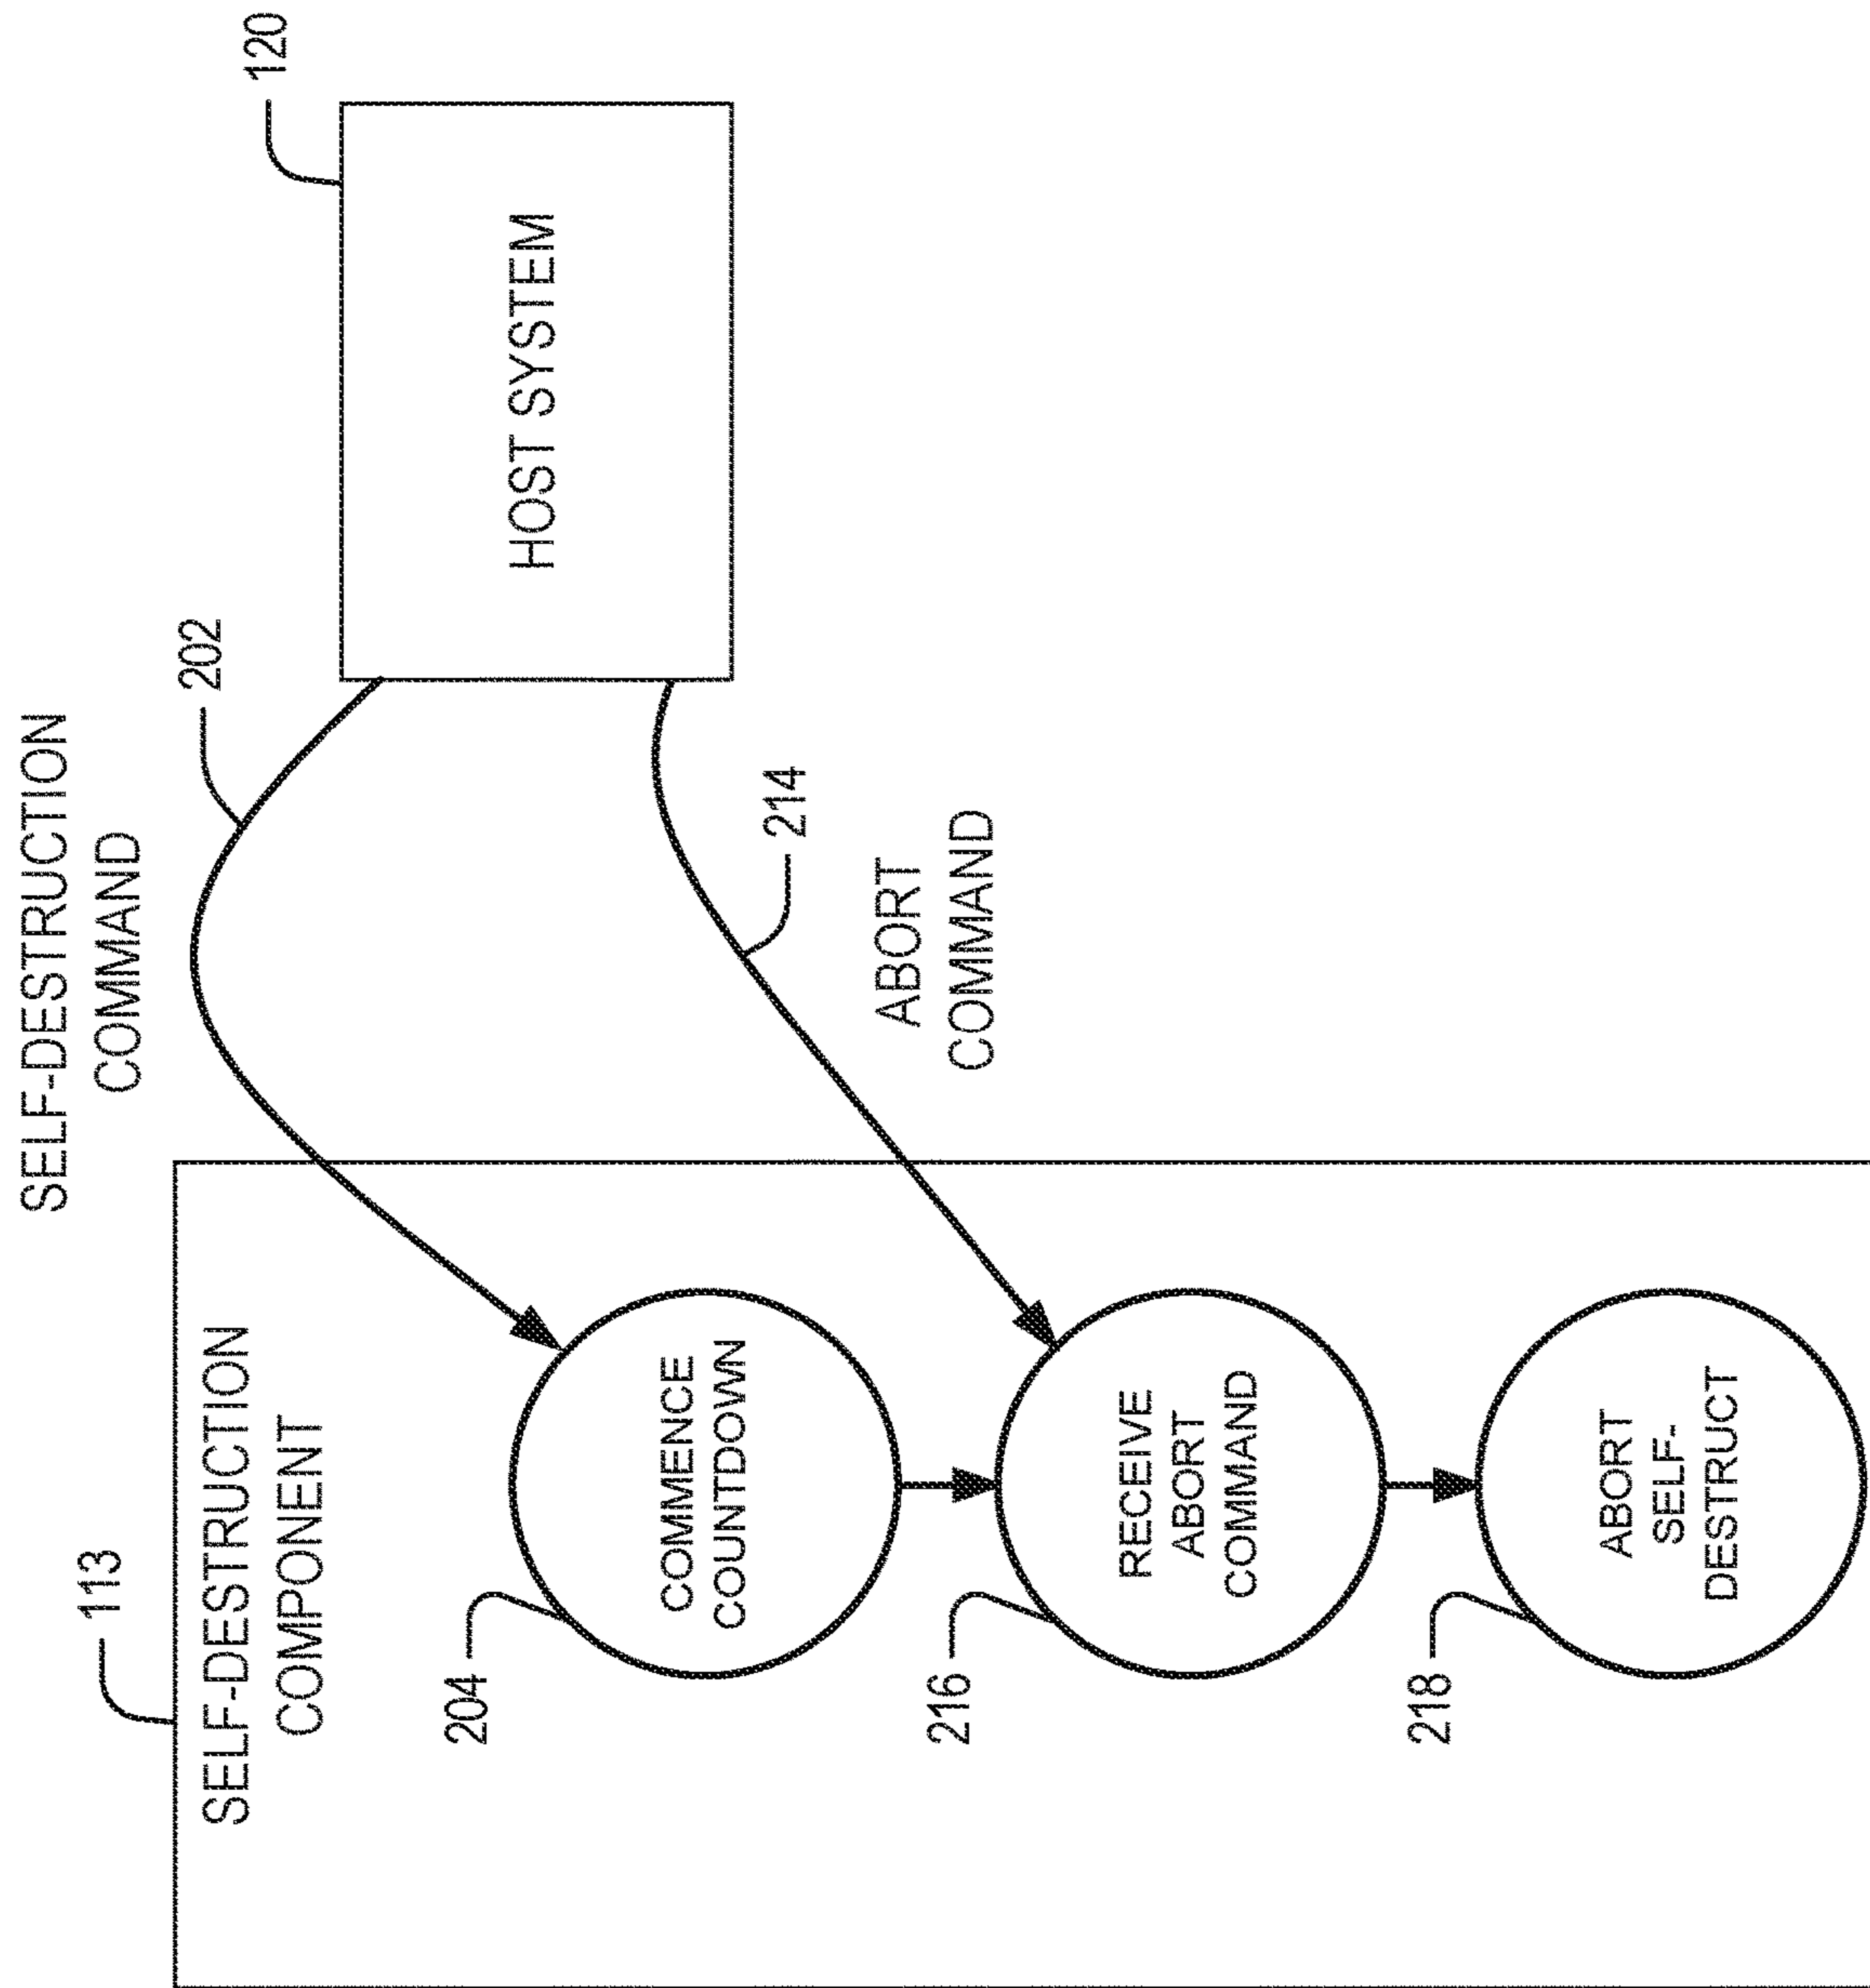 SELF-DESTRUCTION
COMMAND
202
120
HOST SYSTEM
214
ABORT
COMMAND
113
SELF-DESTRUCTION
COMPONENT
204
COMMENCE
COUNTDOWN
216
RECEIVE
ABORT
COMMAND
218
ABORT
SELF-
DESTRUCT